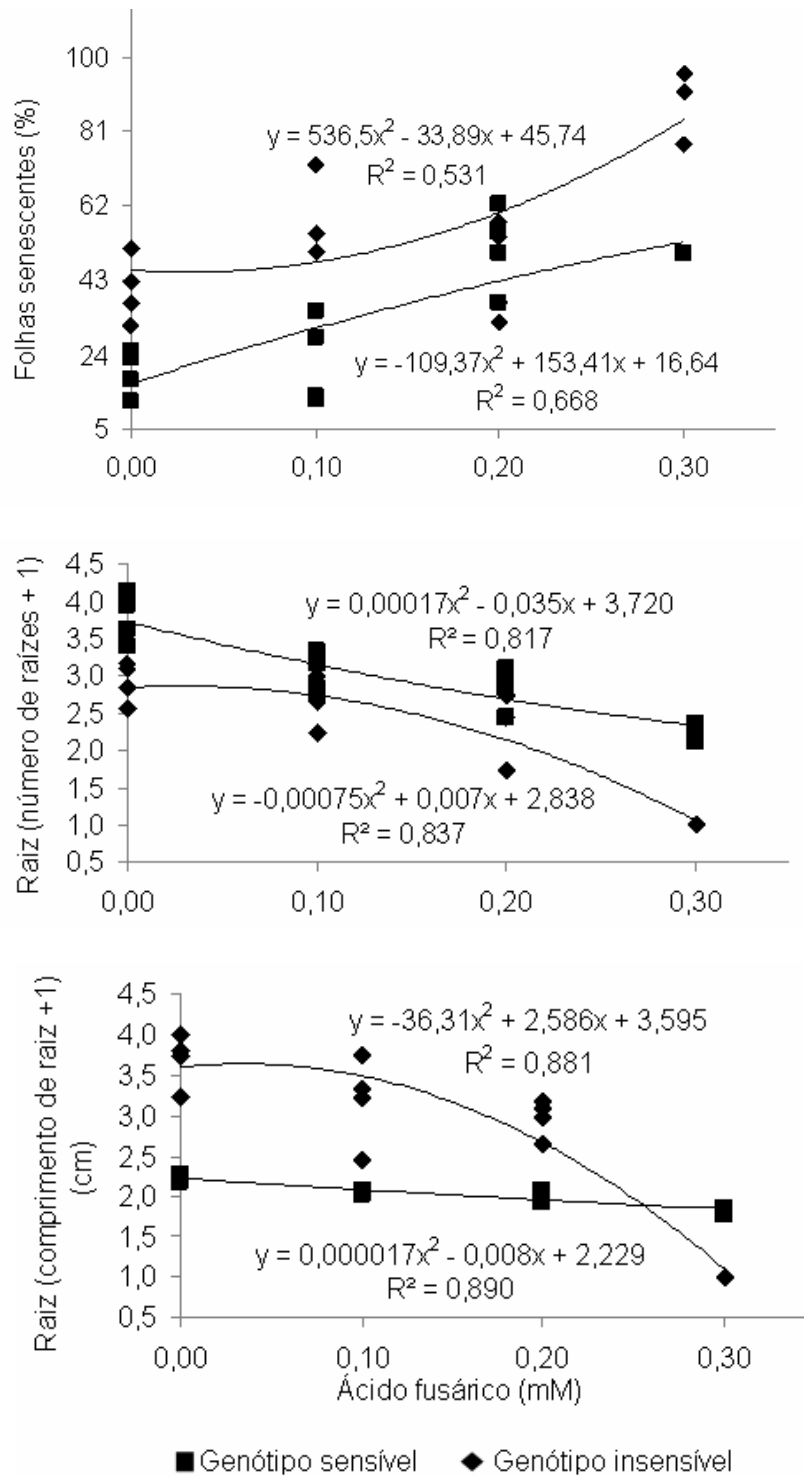 100
81
62
43
24
5
Folhas senescentes (%)
y = 536,5x² - 33,89x + 45,74
R² = 0,531
y = -109,37x² + 153,41x + 16,64
R² = 0,668
0,00 0,10 0,20 0,30
4,5
4,0
3,5
3,0
2,5
2,0
1,5
1,0
0,5
Raiz (número de raízes + 1)
y = 0,00017x² - 0,035x + 3,720
R² = 0,817
y = -0,00075x² + 0,007x + 2,838
R² = 0,837
0,00 0,10 0,20 0,30
4,5
4,0
3,5
3,0
2,5
2,0
1,5
1,0
0,5
Raiz (comprimento de raiz +1)
(cm)
y = -36,31x² + 2,586x + 3,595
R² = 0,881
y = 0,000017x² - 0,008x + 2,229
R² = 0,890
0,00 0,10 0,20 0,30
Ácido fusárico (mM)
Genótipo sensível Genótipo insensível